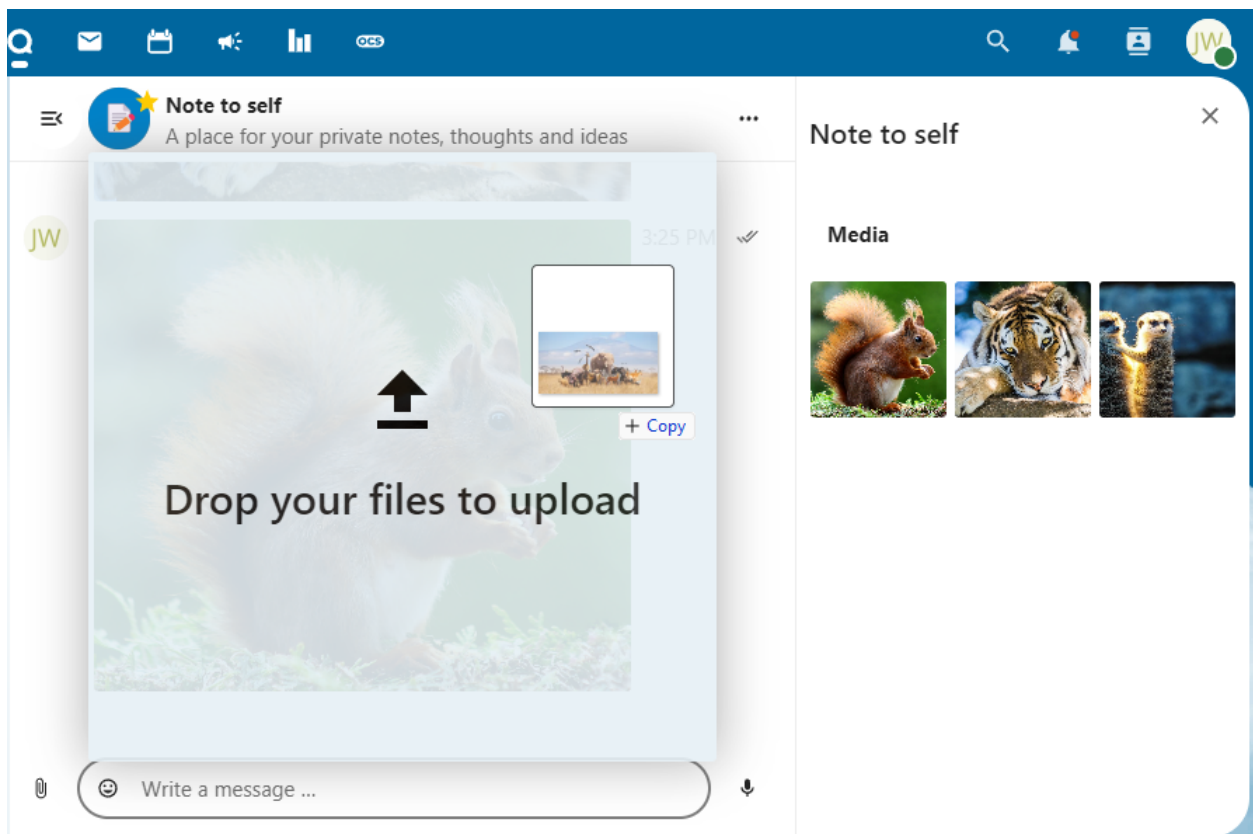 OCS
JW
Note to self
A place for your private notes, thoughts and ideas
Note to self
JW
3:25 PM
Media
+ Copy
Drop your files to upload
Write a message ...